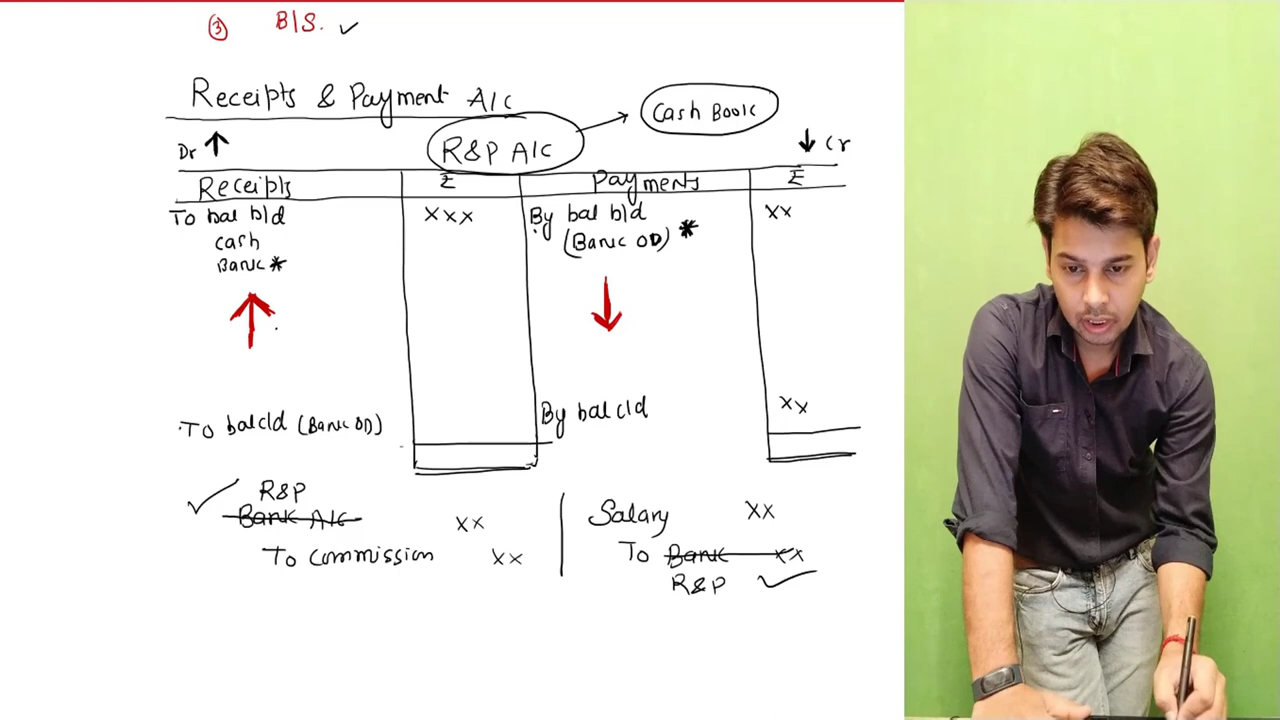 ③ B/S.
Receipts & Payment A/c
Cash Book
Dr R&P A/c Cr
Receipts ₹ Payments ₹
To bal b/d xxx By bal b/d xx
cash (Bank OD) *
Bank *
To bal c/d (Bank OD) By bal c/d xx
R&P
Bank A/c xx
To commission xx
Salary xx
To Bank xx
R&P